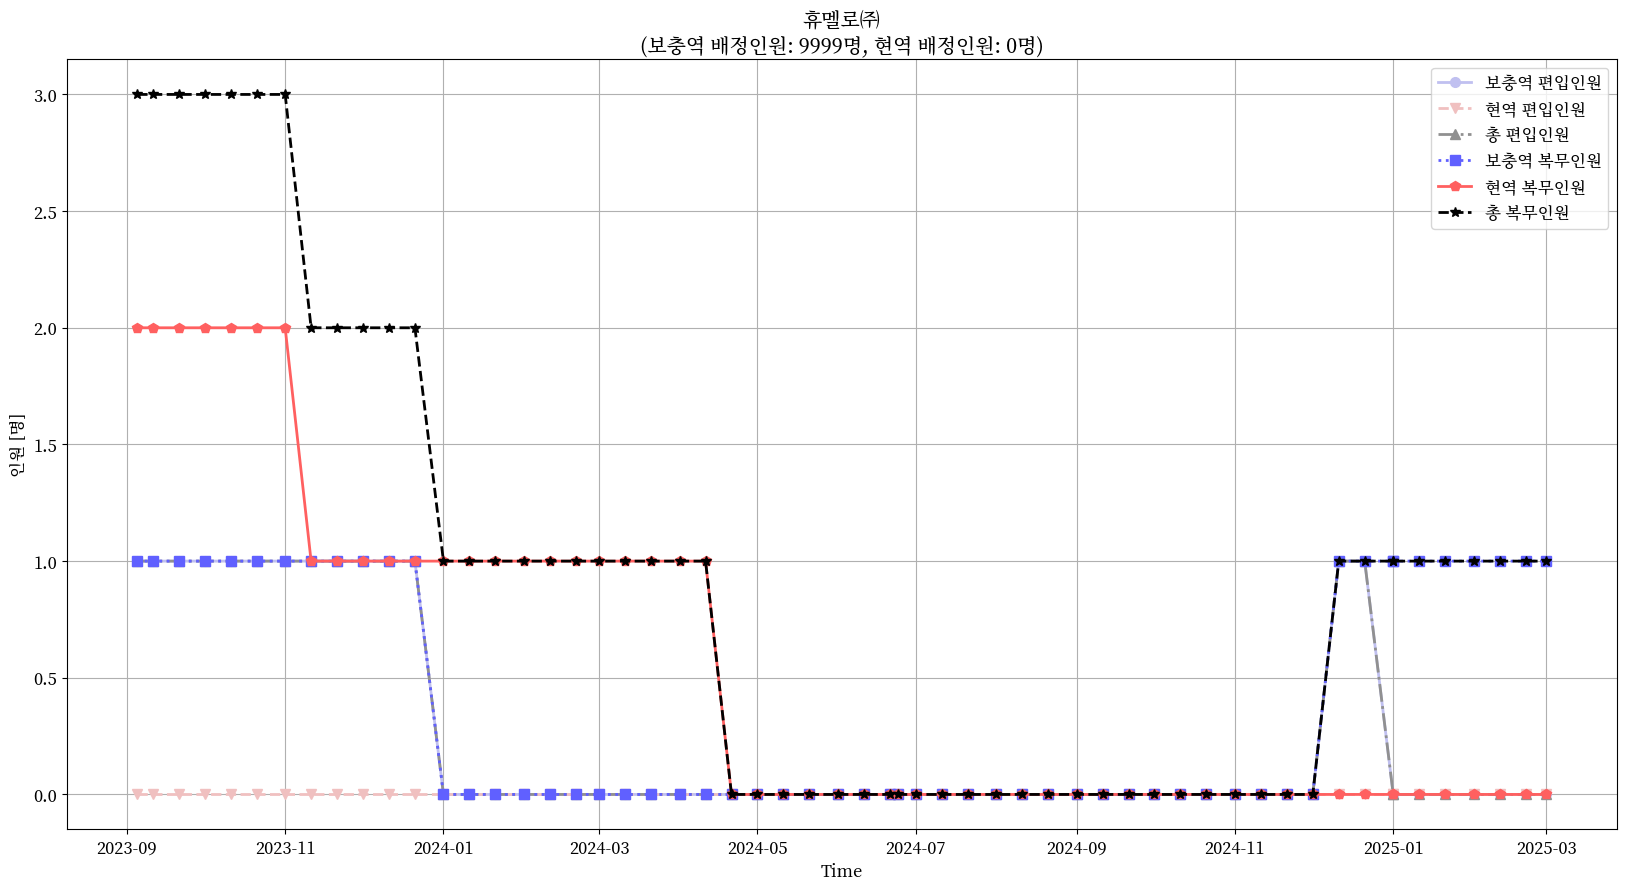 휴멜로㈜
(보충역 배정인원: 9999명, 현역 배정인원: 0명)
보충역 편입인원
현역 편입인원
총 편입인원
보충역 복무인원
현역 복무인원
총 복무인원
인원 [명]
3.0
2.5
2.0
1.5
1.0
0.5
0.0
2023-09
2023-11
2024-01
2024-03
2024-05
2024-07
2024-09
2024-11
2025-01
2025-03
Time